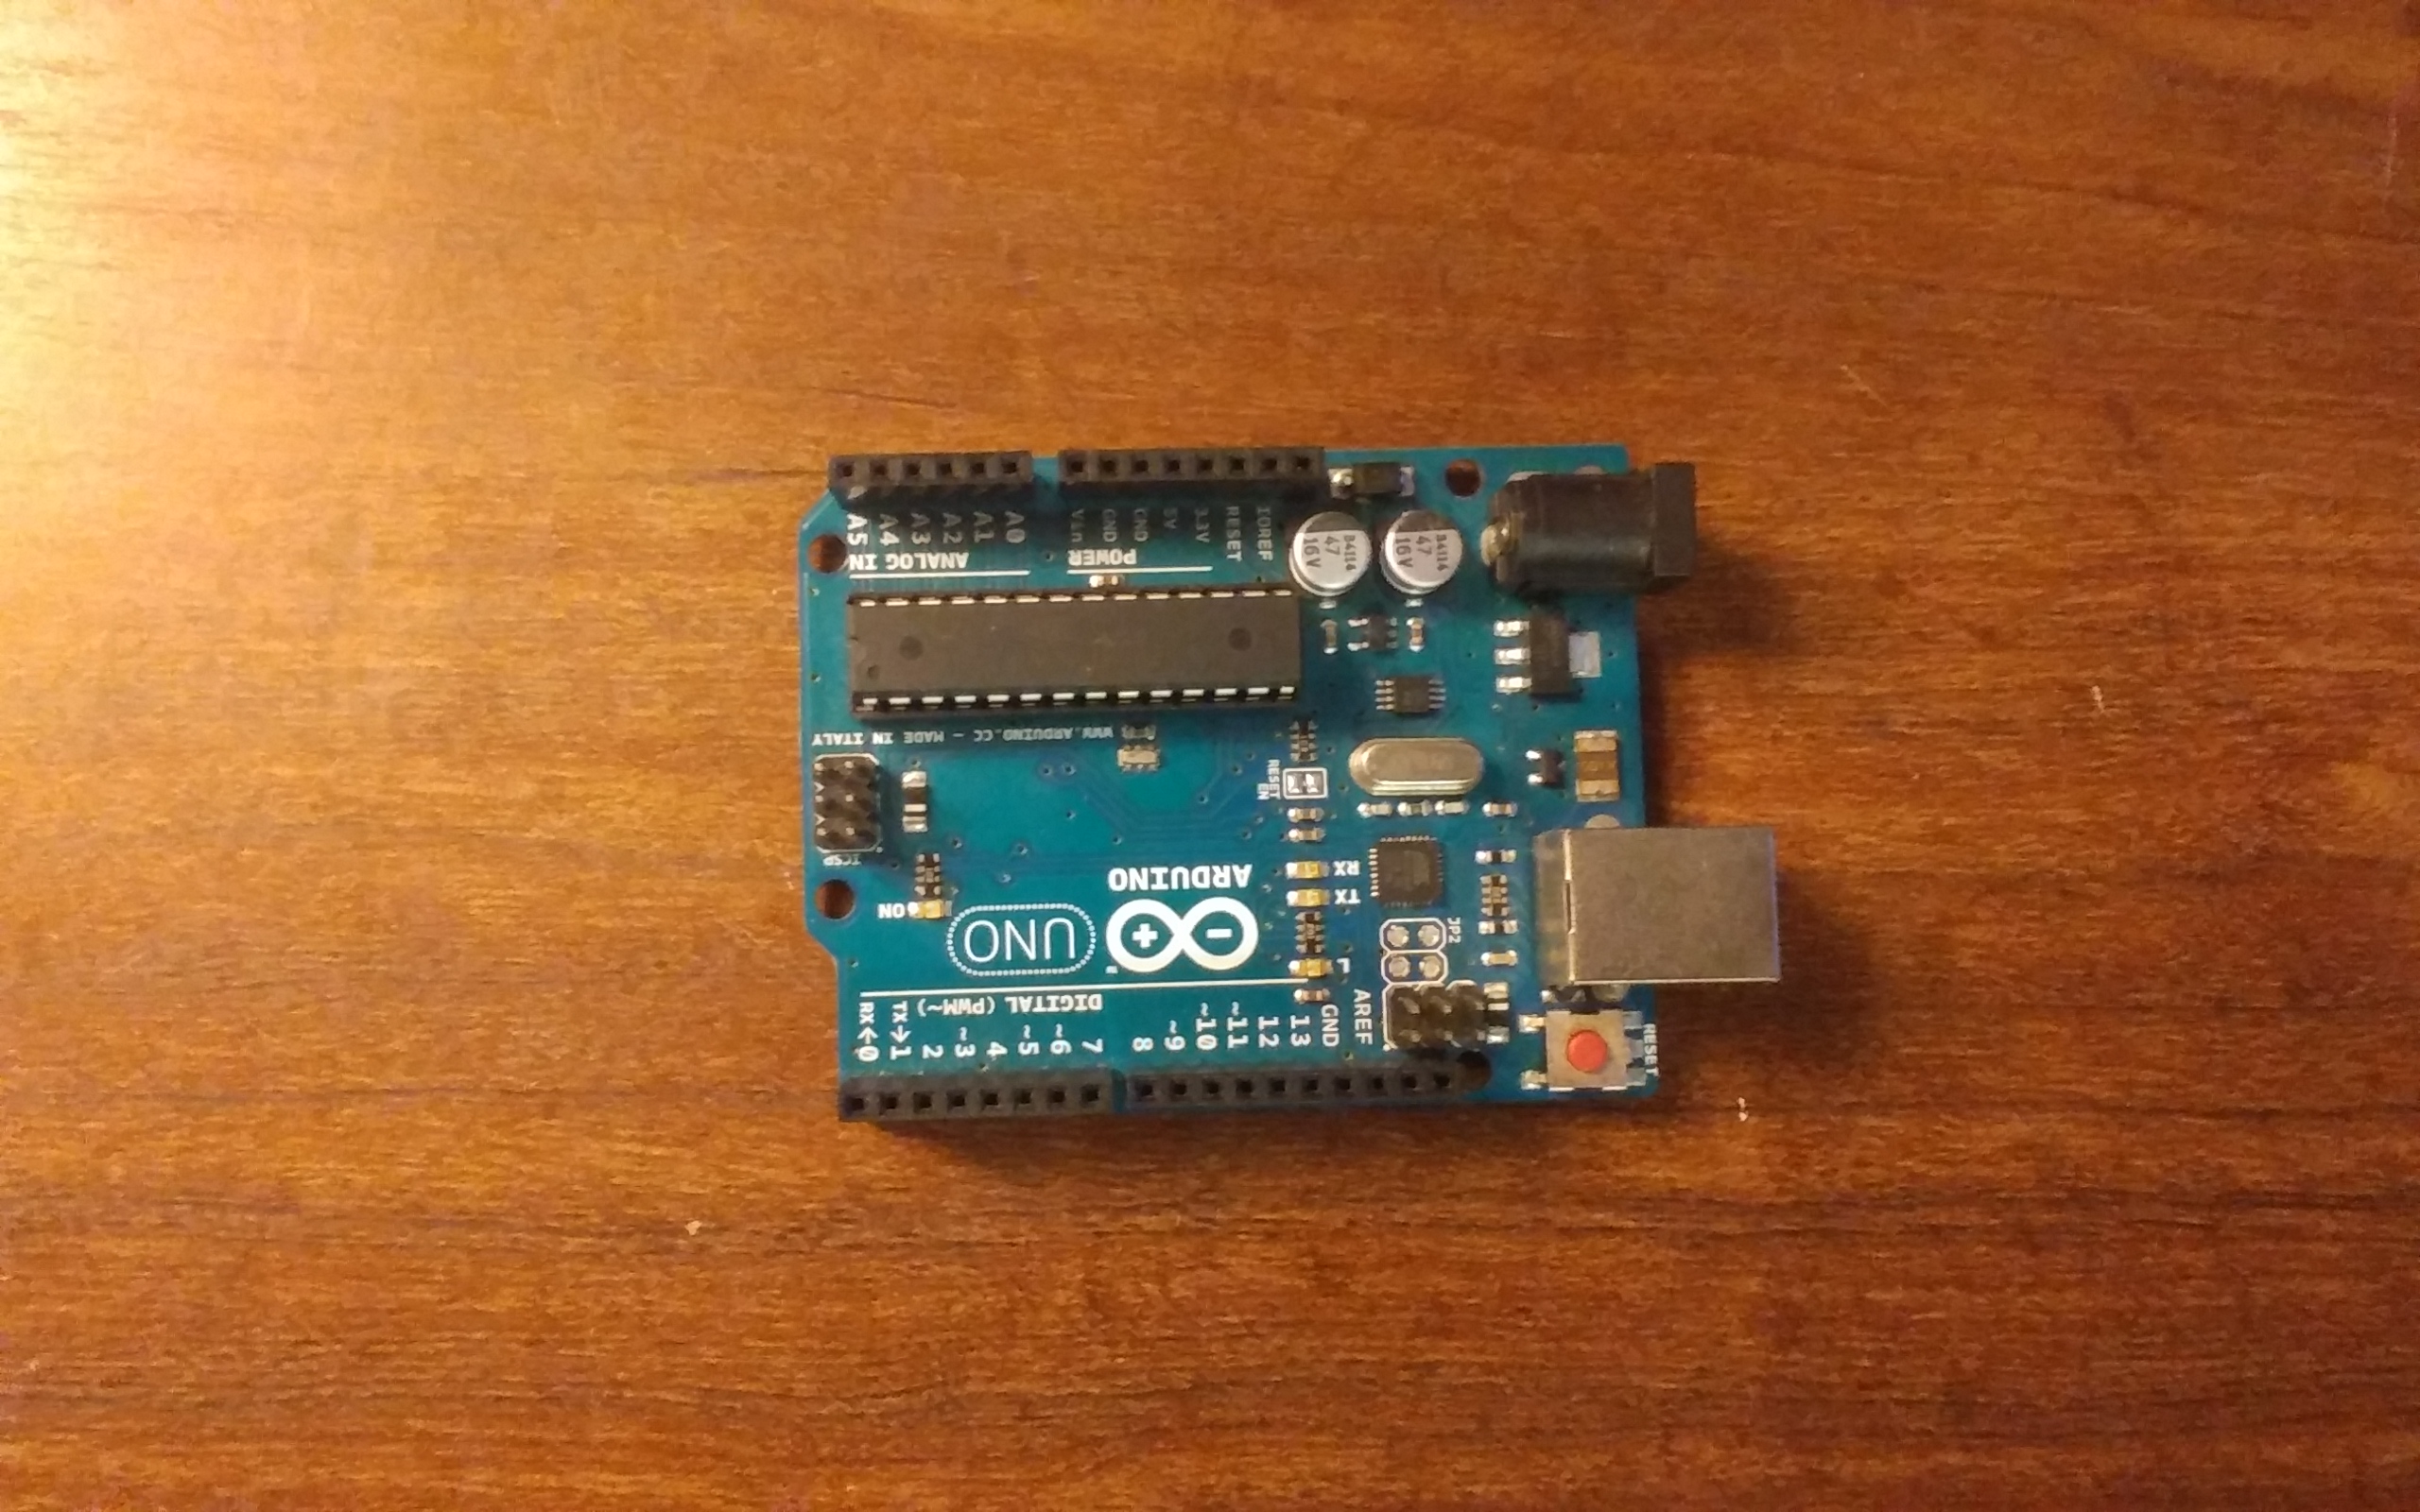 RESET
AREF
GND
13
12
~11
~10
~9
8
7
~6
~5
4
~3
2
TX→1
RX←0
DIGITAL (PWM~)
L
JP2
TX
RX
™
UNO
ARDUINO
ON
ICSP
RESET
EN
WWW.ARDUINO.CC - MADE IN ITALY
B4114
47
16V
B4114
47
16V
POWER
ANALOG IN
IOREF
RESET
3.3V
5V
GND
GND
Vin
A0
A1
A2
A3
A4
A5